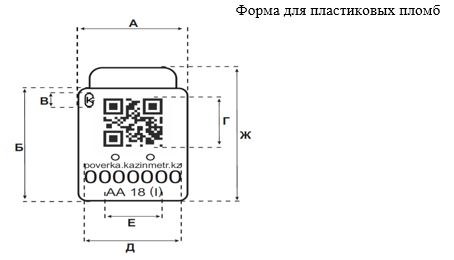 Форма для пластиковых пломб
А
В
Б
Г
Ж
poverka.kazinmetr.kz
0000000
АА 18 (I)
Е
Д